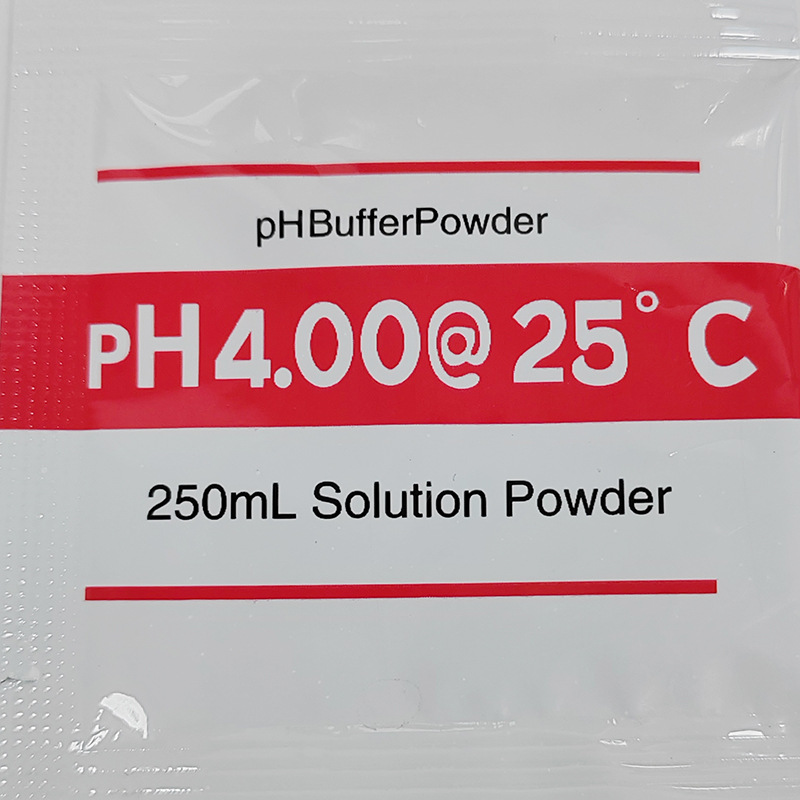 pHBufferPowder
pH4.00@ 25° C
250mL Solution Powder